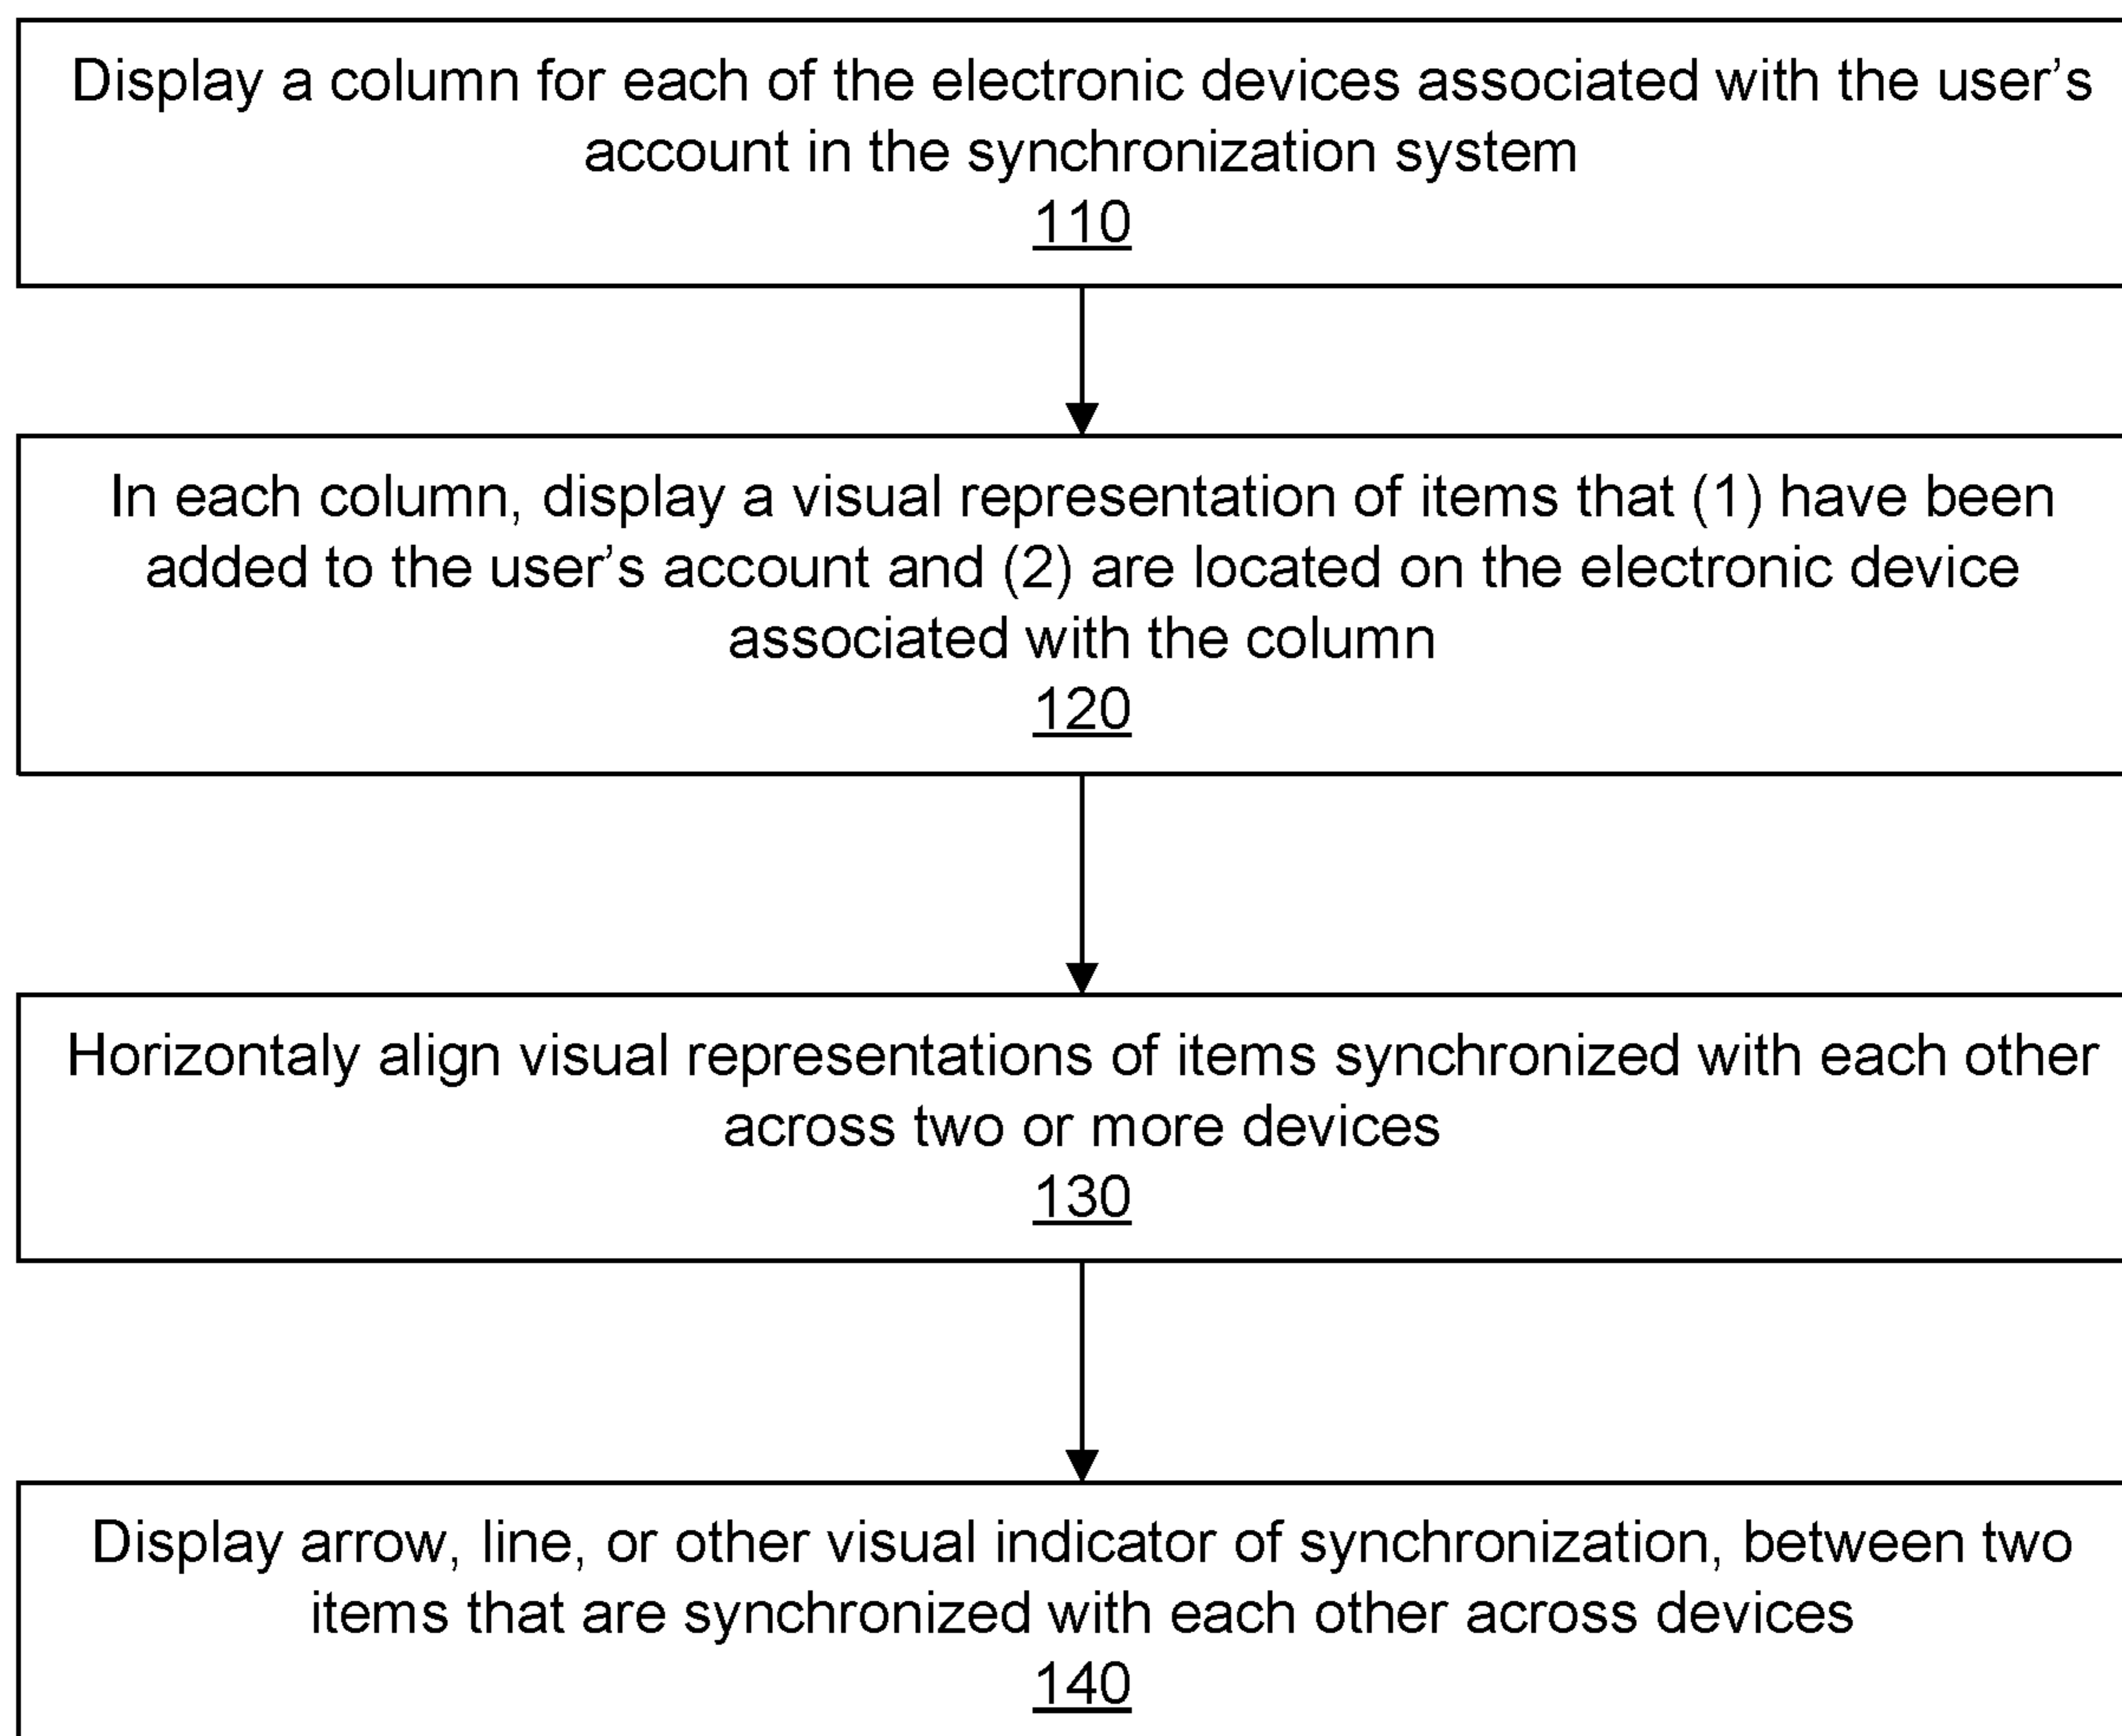 Display a column for each of the electronic devices associated with the user’s
account in the synchronization system
110
In each column, display a visual representation of items that (1) have been
added to the user’s account and (2) are located on the electronic device
associated with the column
120
Horizontaly align visual representations of items synchronized with each other
across two or more devices
130
Display arrow, line, or other visual indicator of synchronization, between two
items that are synchronized with each other across devices
140